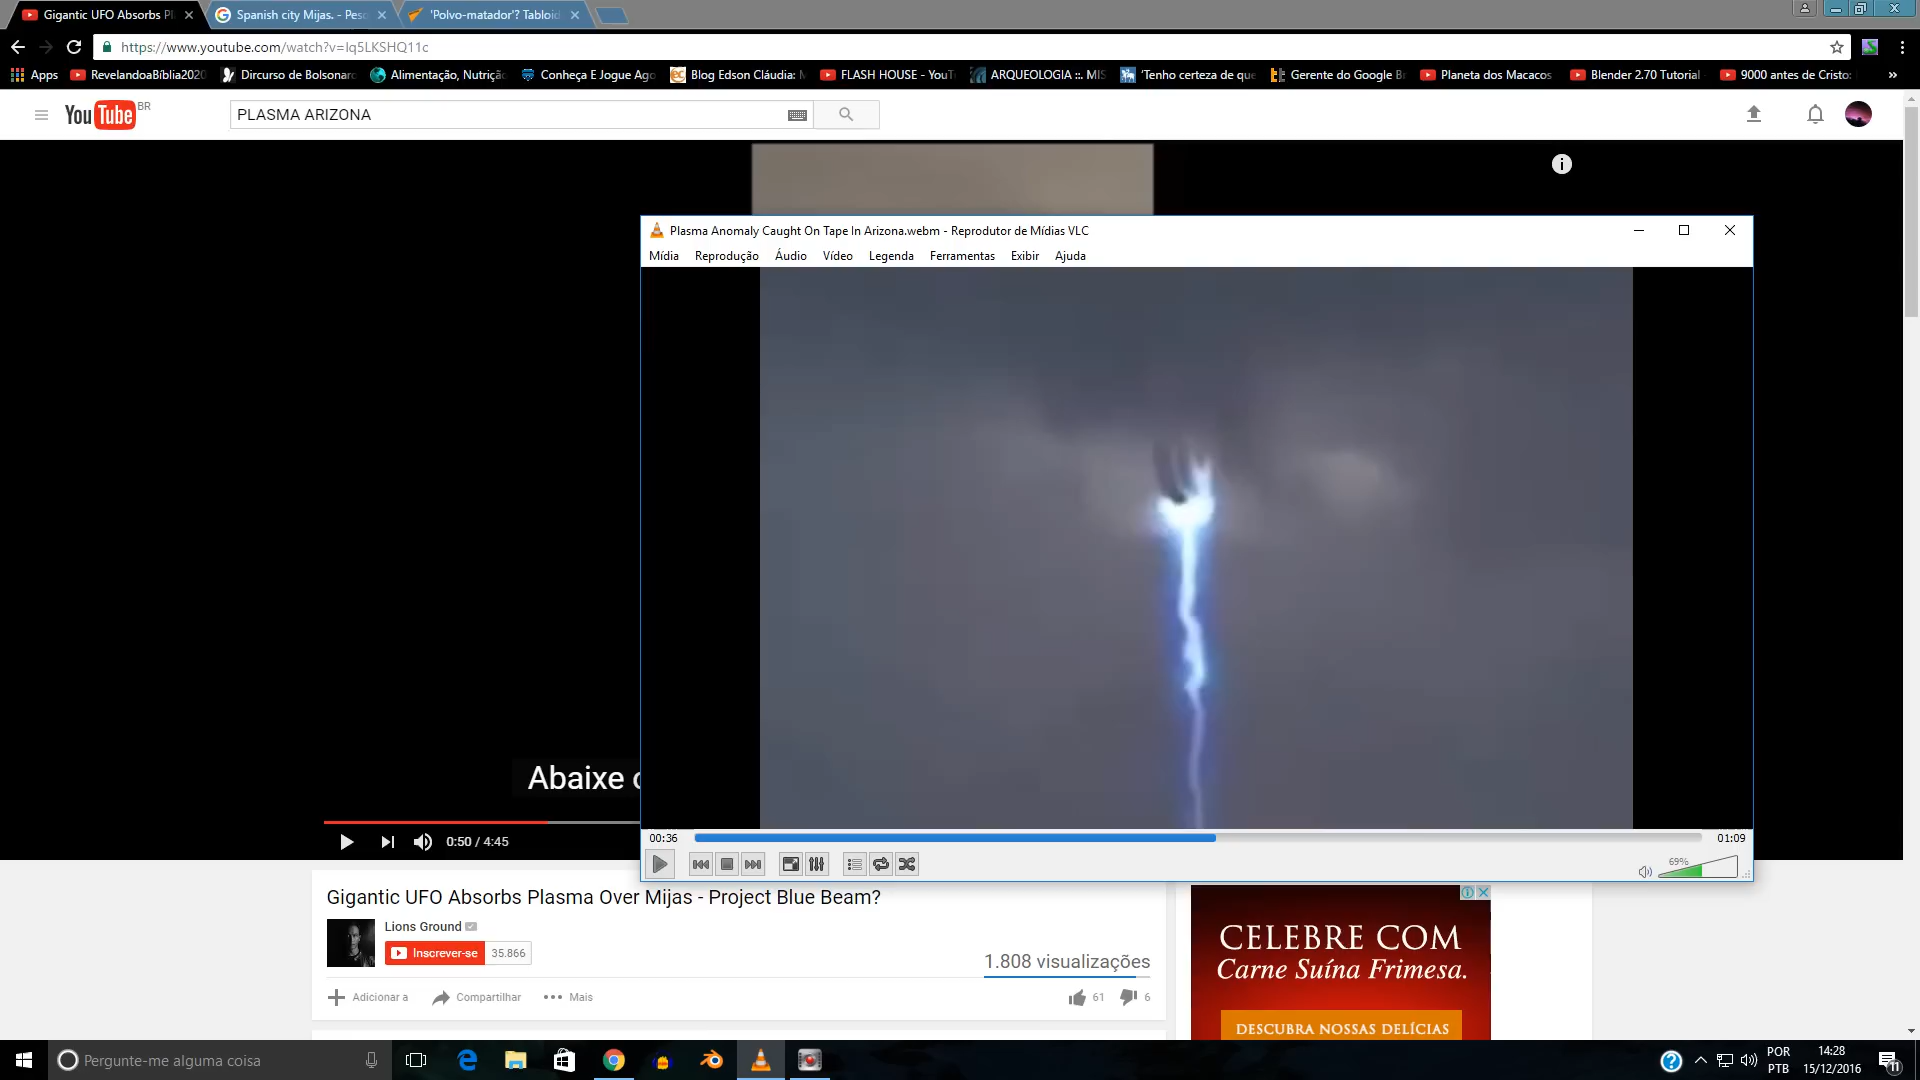 Gigantic UFO Absorbs Pl
Spanish city Mijas. - Pesq
'Polvo-matador'? Tabloid
https://www.youtube.com/watch?v=Iq5LKSHQ11c
Apps
RevelandoaBíblia2020
Dircurso de Bolsonaro
Alimentação, Nutrição
Conheça E Jogue Ago
Blog Edson Cláudia: M
FLASH HOUSE - YouT
ARQUEOLOGIA ::. MIS
'Tenho certeza de que
Gerente do Google Br
Planeta dos Macacos
Blender 2.70 Tutorial
9000 antes de Cristo:
»
YouTube BR
PLASMA ARIZONA
Plasma Anomaly Caught On Tape In Arizona.webm - Reprodutor de Mídias VLC
Mídia Reprodução Áudio Vídeo Legenda Ferramentas Exibir Ajuda
Abaixe
00:36
01:09
69%
0:50 / 4:45
Gigantic UFO Absorbs Plasma Over Mijas - Project Blue Beam?
Lions Ground
Inscrever-se 35.866
1.808 visualizações
Adicionar a
Compartilhar
Mais
61
6
CELEBRE COM
Carne Suína Frimesa.
DESCUBRA NOSSAS DELÍCIAS
Pergunte-me alguma coisa
POR
PTB
14:28
15/12/2016
11